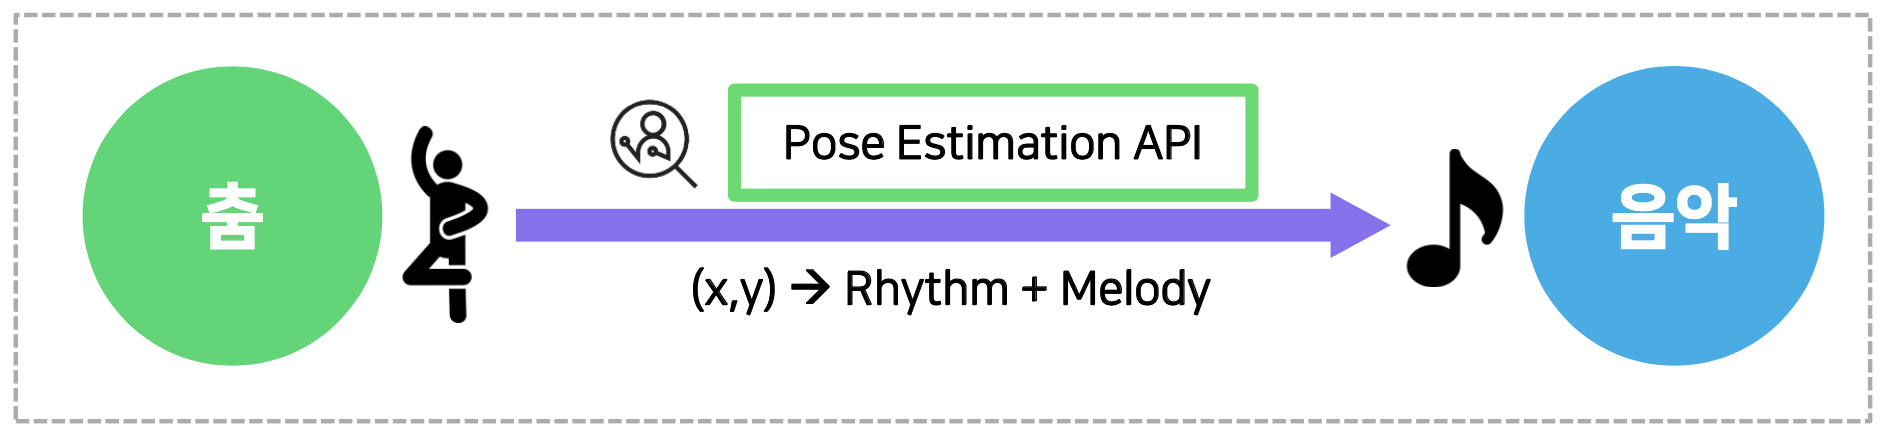 춤
Pose Estimation API
(x,y) → Rhythm + Melody
음악